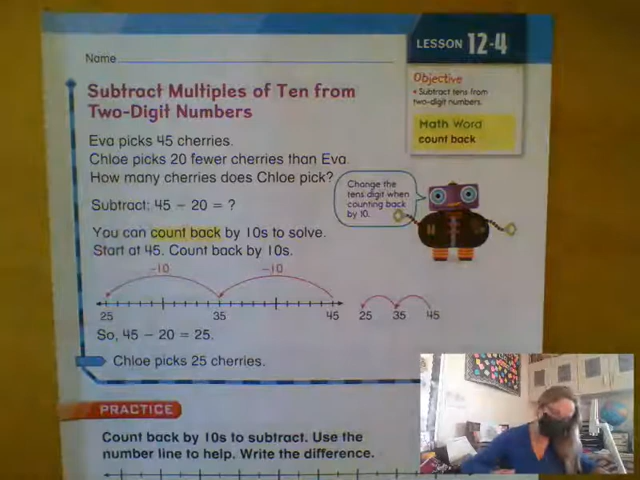 Name
LESSON 12-4
Objective
• Subtract tens from
two-digit numbers.
Math Word
count back
Subtract Multiples of Ten from
Two-Digit Numbers
Eva picks 45 cherries.
Chloe picks 20 fewer cherries than Eva.
How many cherries does Chloe pick?
Change the
tens digit when
counting back
by 10.
Subtract: 45 − 20 = ?
You can count back by 10s to solve.
Start at 45. Count back by 10s.
−10 −10
25 35 45
25 35 45
So, 45 − 20 = 25.
Chloe picks 25 cherries.
PRACTICE
Count back by 10s to subtract. Use the
number line to help. Write the difference.